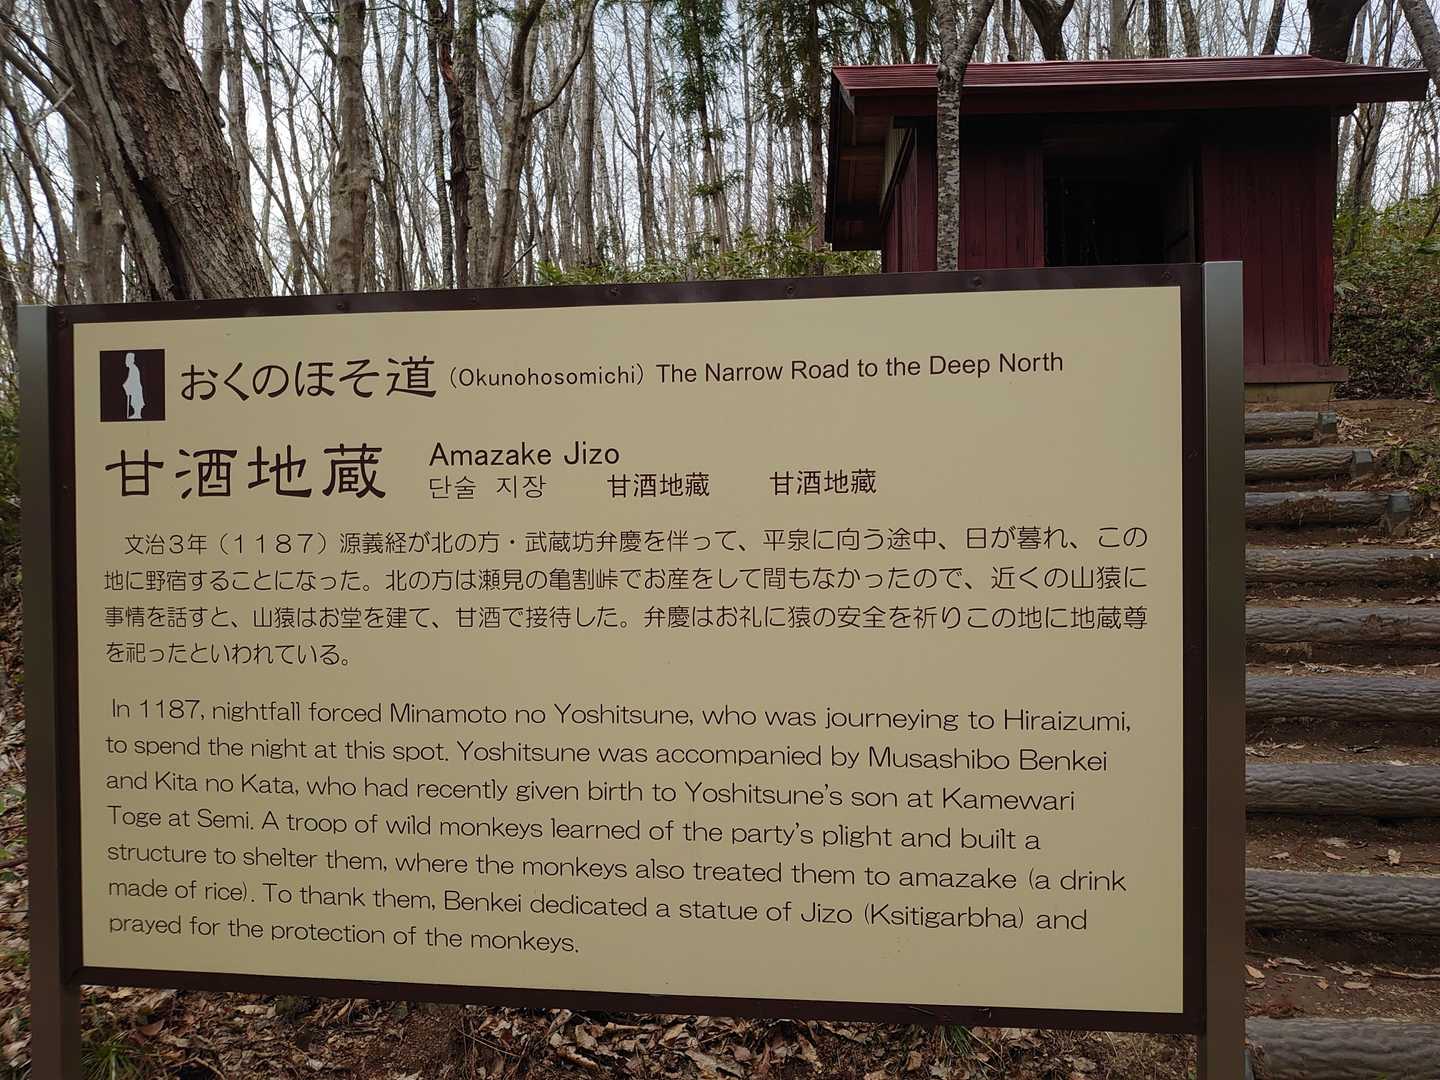 おくのほそ道 (Okunohosomichi) The Narrow Road to the Deep North
甘酒地蔵 Amazake Jizo
단술 지장 甘酒地藏 甘酒地藏
文治3年（1187）源義経が北の方・武蔵坊弁慶を伴って、平泉に向う途中、日が暮れ、この
地に野宿することになった。北の方は瀬見の亀割峠でお産をして間もなかったので、近くの山猿に
事情を話すと、山猿はお堂を建て、甘酒で接待した。弁慶はお礼に猿の安全を祈りこの地に地蔵尊
を祀ったといわれている。
In 1187, nightfall forced Minamoto no Yoshitsune, who was journeying to Hiraizumi,
to spend the night at this spot. Yoshitsune was accompanied by Musashibo Benkei
and Kita no Kata, who had recently given birth to Yoshitsune's son at Kamewari
Toge at Semi. A troop of wild monkeys learned of the party's plight and built a
structure to shelter them, where the monkeys also treated them to amazake (a drink
made of rice). To thank them, Benkei dedicated a statue of Jizo (Ksitigarbha) and
prayed for the protection of the monkeys.